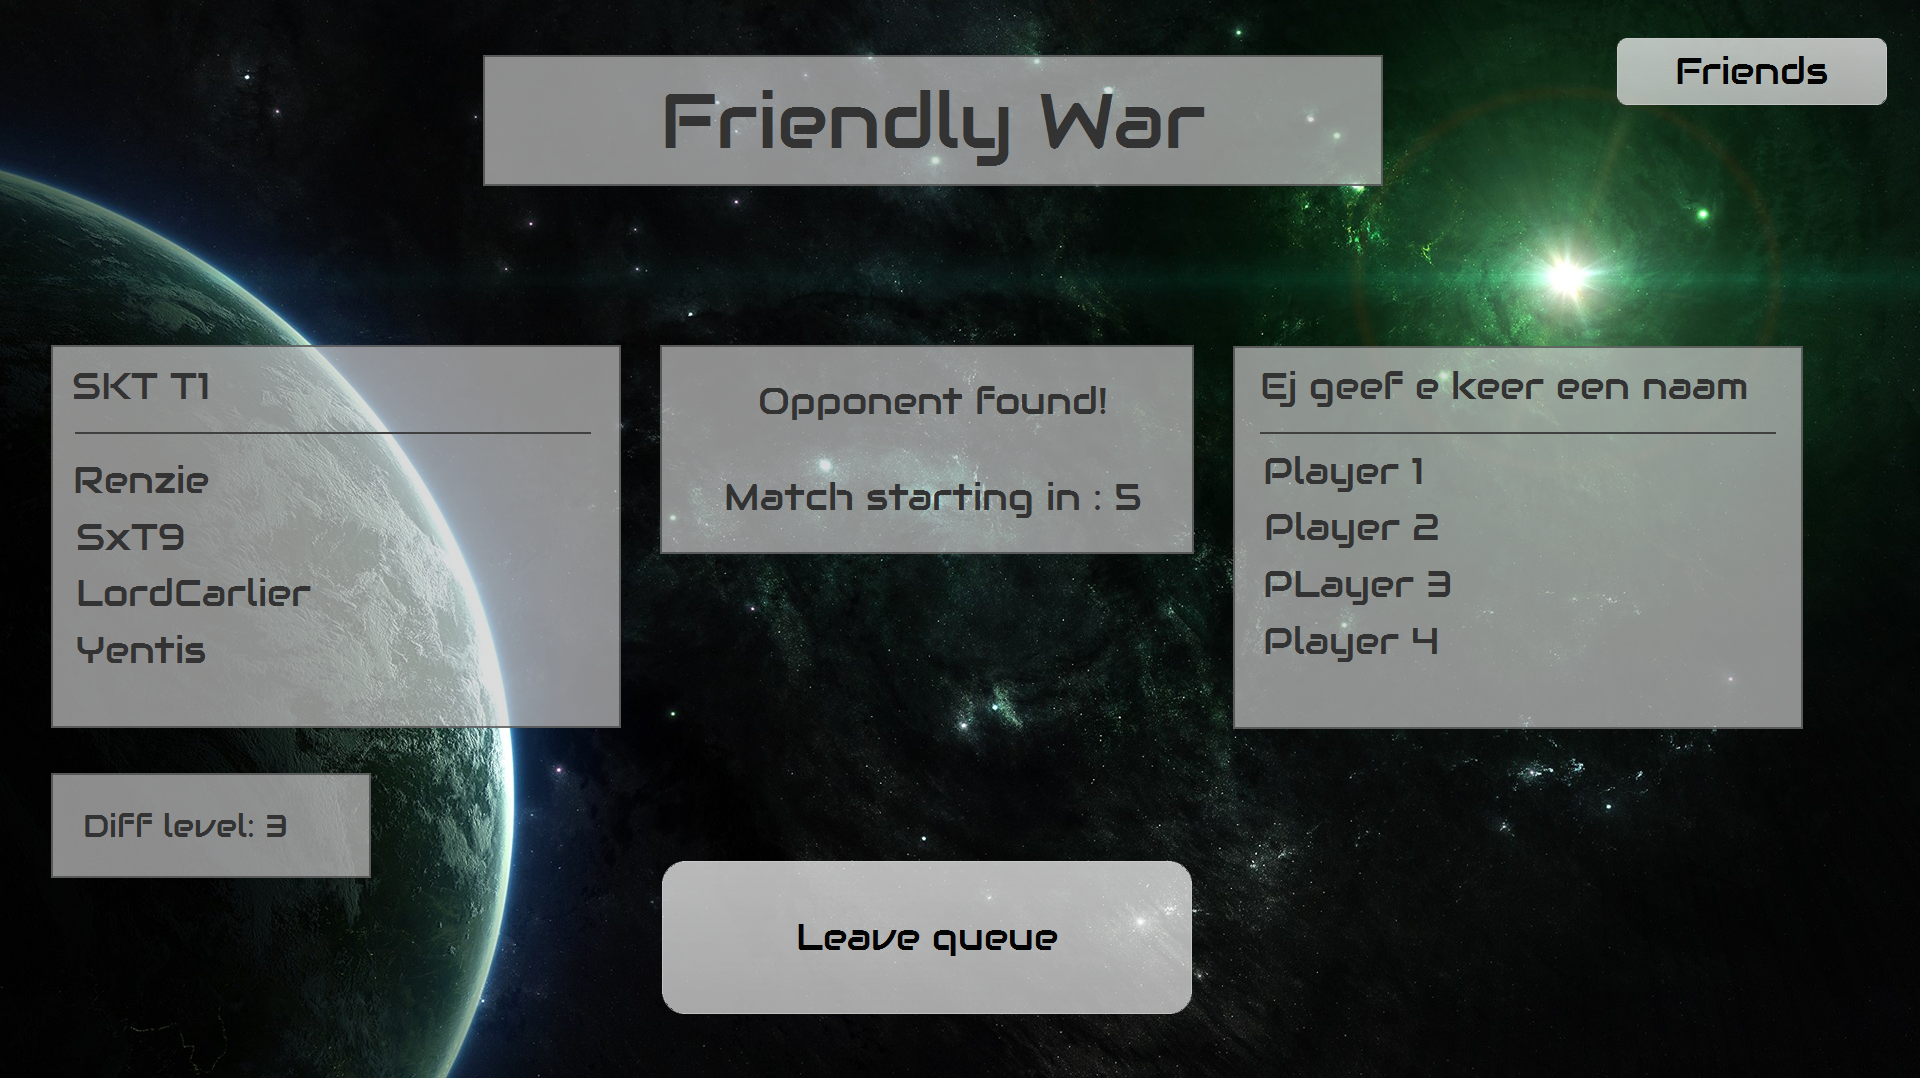 Friendly War
Friends
SKT T1
Renzie
SxT9
LordCarlier
Yentis
Opponent found!
Match starting in : 5
Ej geef e keer een naam
Player 1
Player 2
PLayer 3
Player 4
Diff level: 3
Leave queue